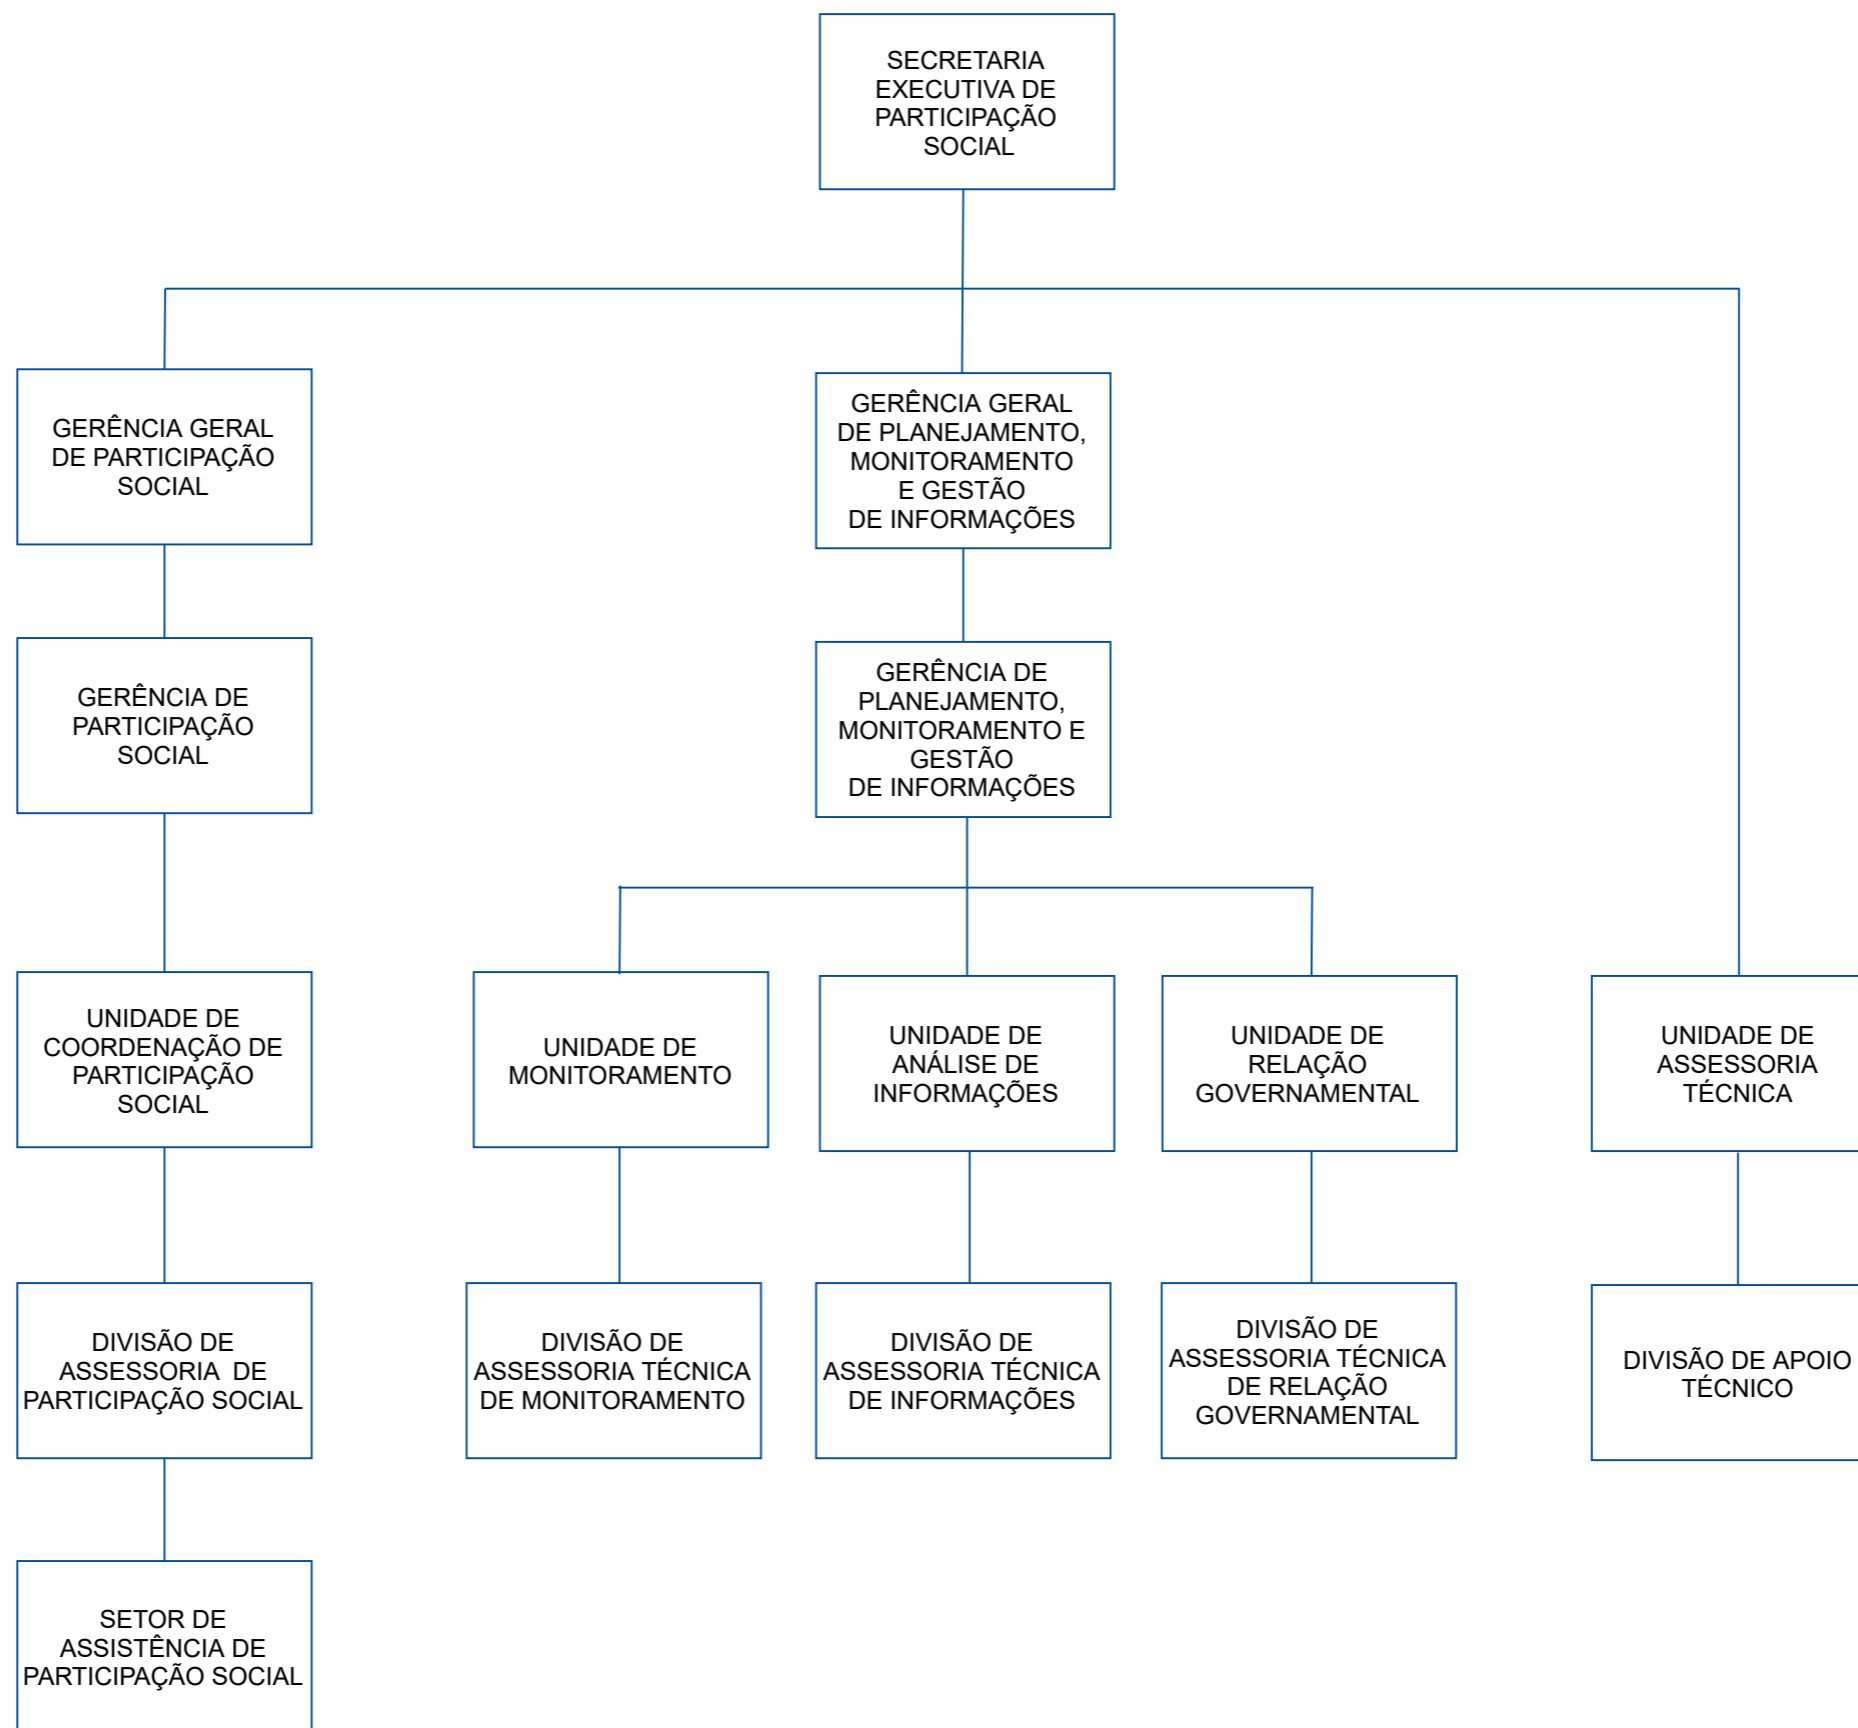 SECRETARIA
EXECUTIVA DE
PARTICIPAÇÃO
SOCIAL
GERÊNCIA GERAL
DE PARTICIPAÇÃO
SOCIAL
GERÊNCIA GERAL
DE PLANEJAMENTO,
MONITORAMENTO
E GESTÃO
DE INFORMAÇÕES
GERÊNCIA DE
PARTICIPAÇÃO
SOCIAL
GERÊNCIA DE
PLANEJAMENTO,
MONITORAMENTO E
GESTÃO
DE INFORMAÇÕES
UNIDADE DE
COORDENAÇÃO DE
PARTICIPAÇÃO
SOCIAL
UNIDADE DE
MONITORAMENTO
UNIDADE DE
ANÁLISE DE
INFORMAÇÕES
UNIDADE DE
RELAÇÃO
GOVERNAMENTAL
UNIDADE DE
ASSESSORIA
TÉCNICA
DIVISÃO DE
ASSESSORIA DE
PARTICIPAÇÃO SOCIAL
DIVISÃO DE
ASSESSORIA TÉCNICA
DE MONITORAMENTO
DIVISÃO DE
ASSESSORIA TÉCNICA
DE INFORMAÇÕES
DIVISÃO DE
ASSESSORIA TÉCNICA
DE RELAÇÃO
GOVERNAMENTAL
DIVISÃO DE APOIO
TÉCNICO
SETOR DE
ASSISTÊNCIA DE
PARTICIPAÇÃO SOCIAL